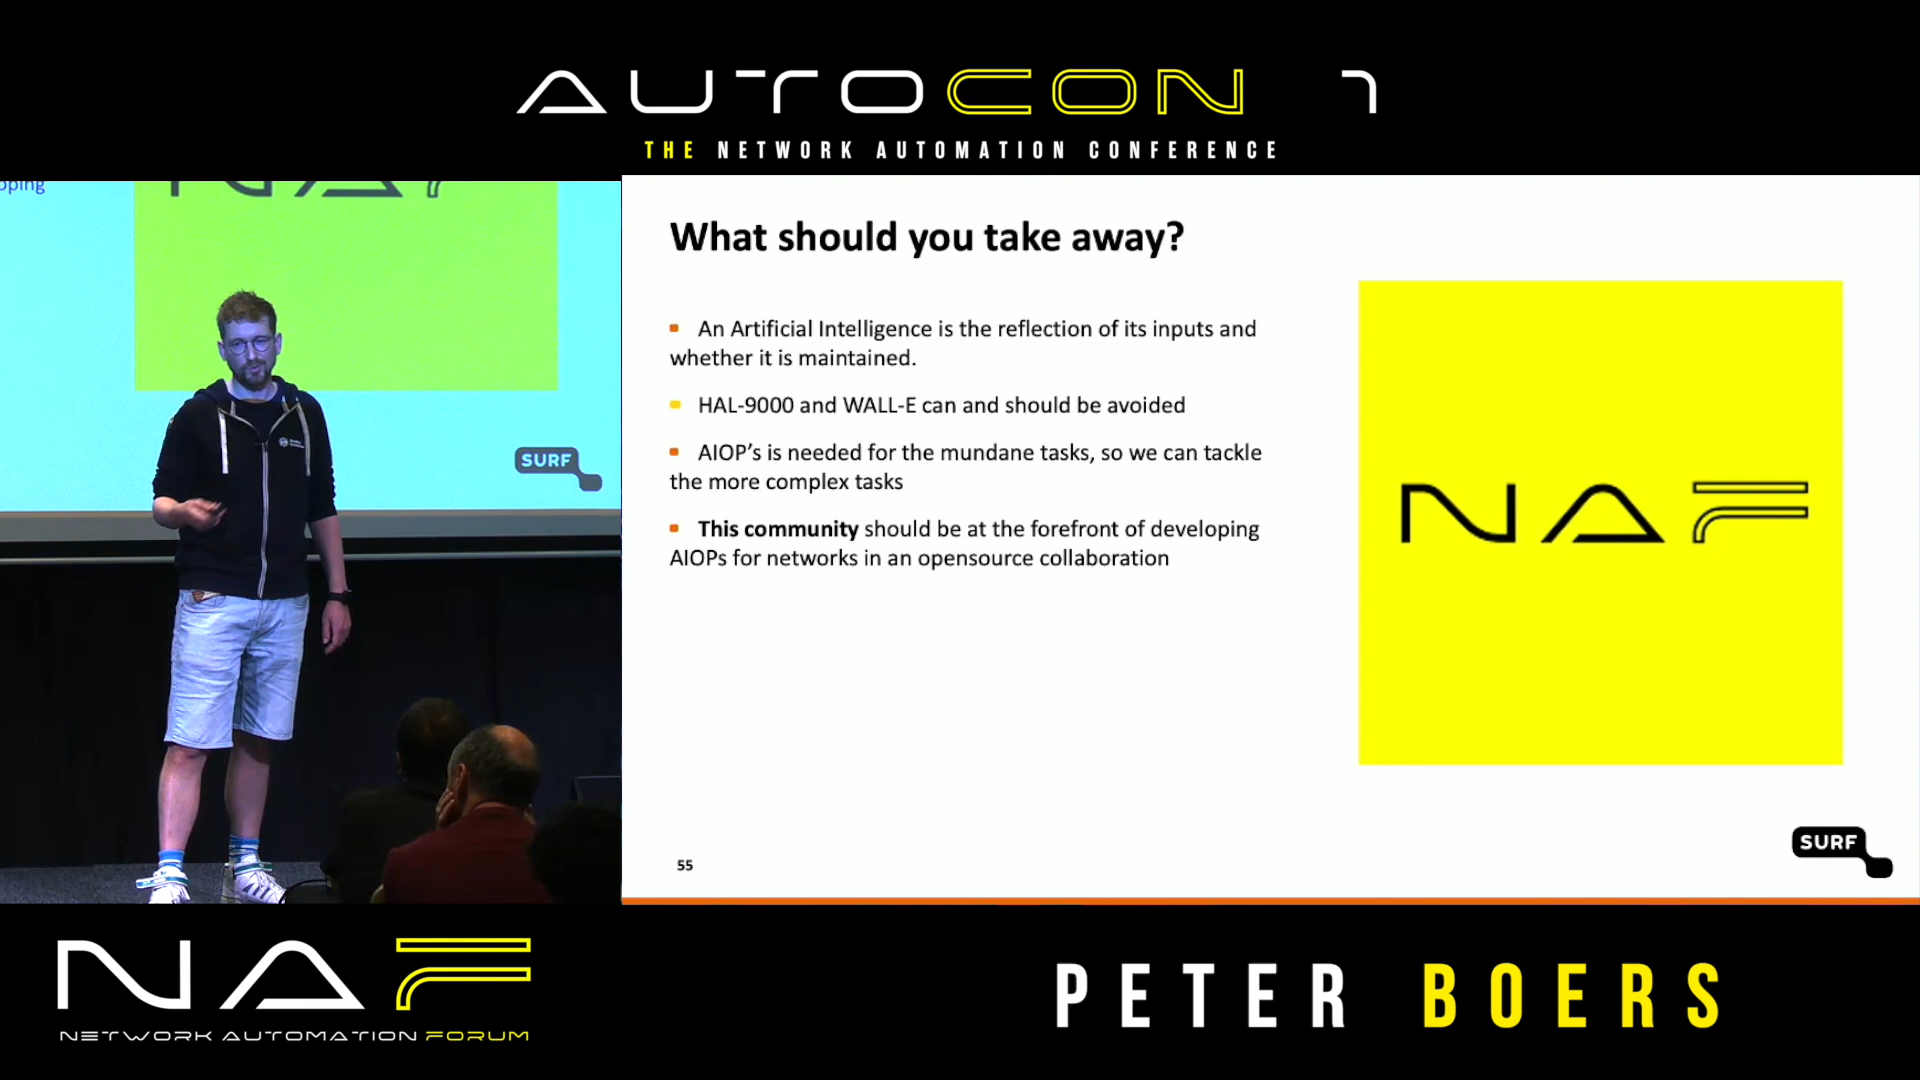 AUTOCON 1
THE NETWORK AUTOMATION CONFERENCE
pping
NAF
SURF
What should you take away?
An Artificial Intelligence is the reflection of its inputs and
whether it is maintained.
HAL-9000 and WALL-E can and should be avoided
AIOP’s is needed for the mundane tasks, so we can tackle
the more complex tasks
This community should be at the forefront of developing
AIOPs for networks in an opensource collaboration
NAF
SURF
55
NAF
NETWORK AUTOMATION FORUM
PETER BOERS